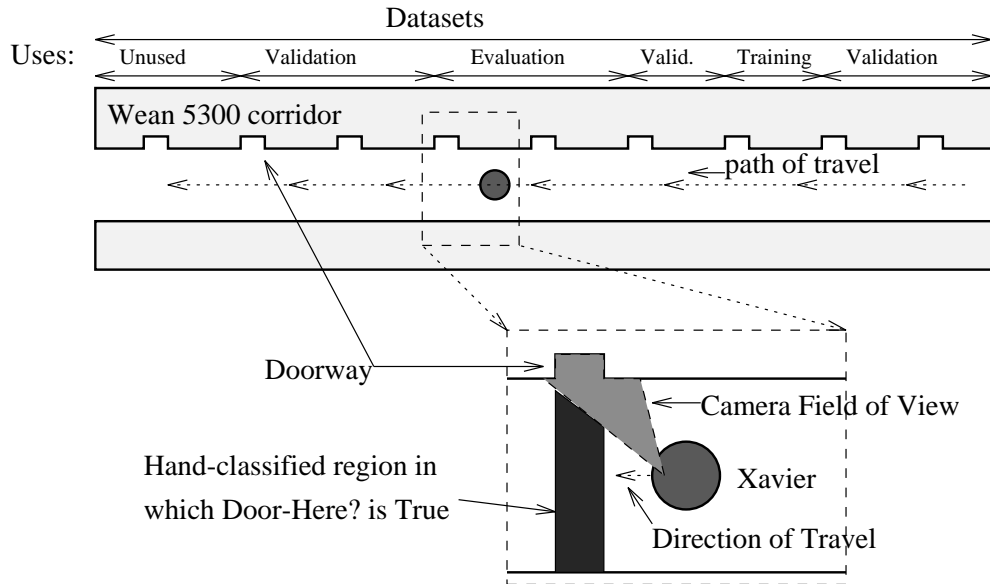 Datasets
Uses:
Unused
Validation
Evaluation
Valid.
Training
Validation
Wean 5300 corridor
path of travel
Doorway
Camera Field of View
Hand-classified region in
which Door-Here? is True
Xavier
Direction of Travel